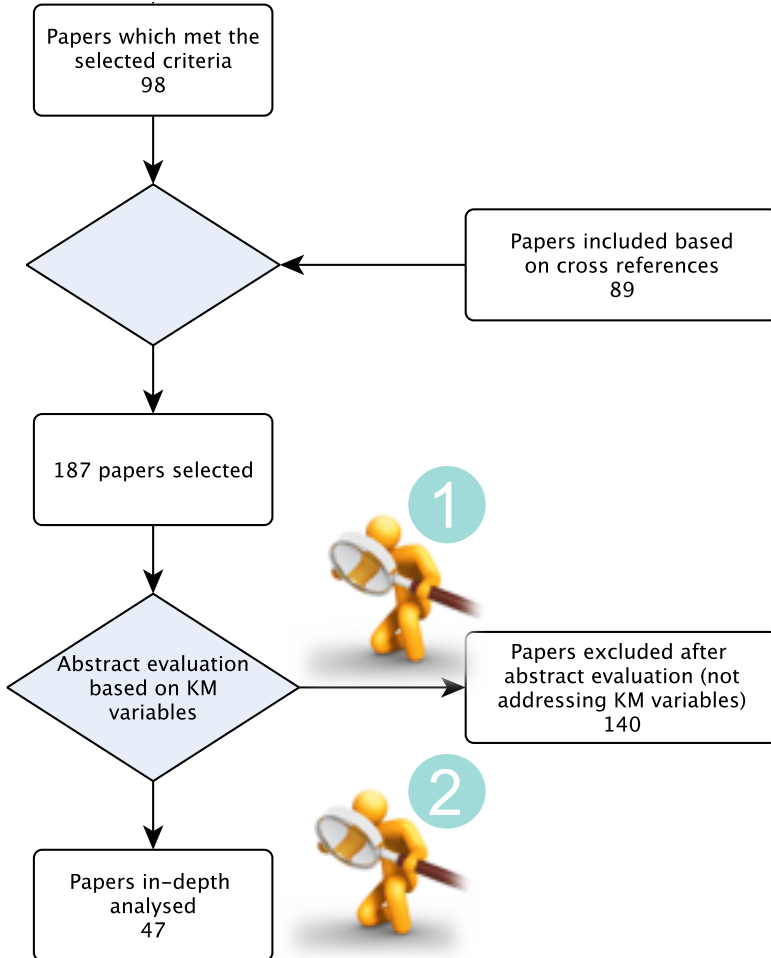 Papers which met the
selected criteria
98
Papers included based
on cross references
89
187 papers selected
1
Abstract evaluation
based on KM
variables
Papers excluded after
abstract evaluation (not
addressing KM variables)
140
2
Papers in-depth
analysed
47